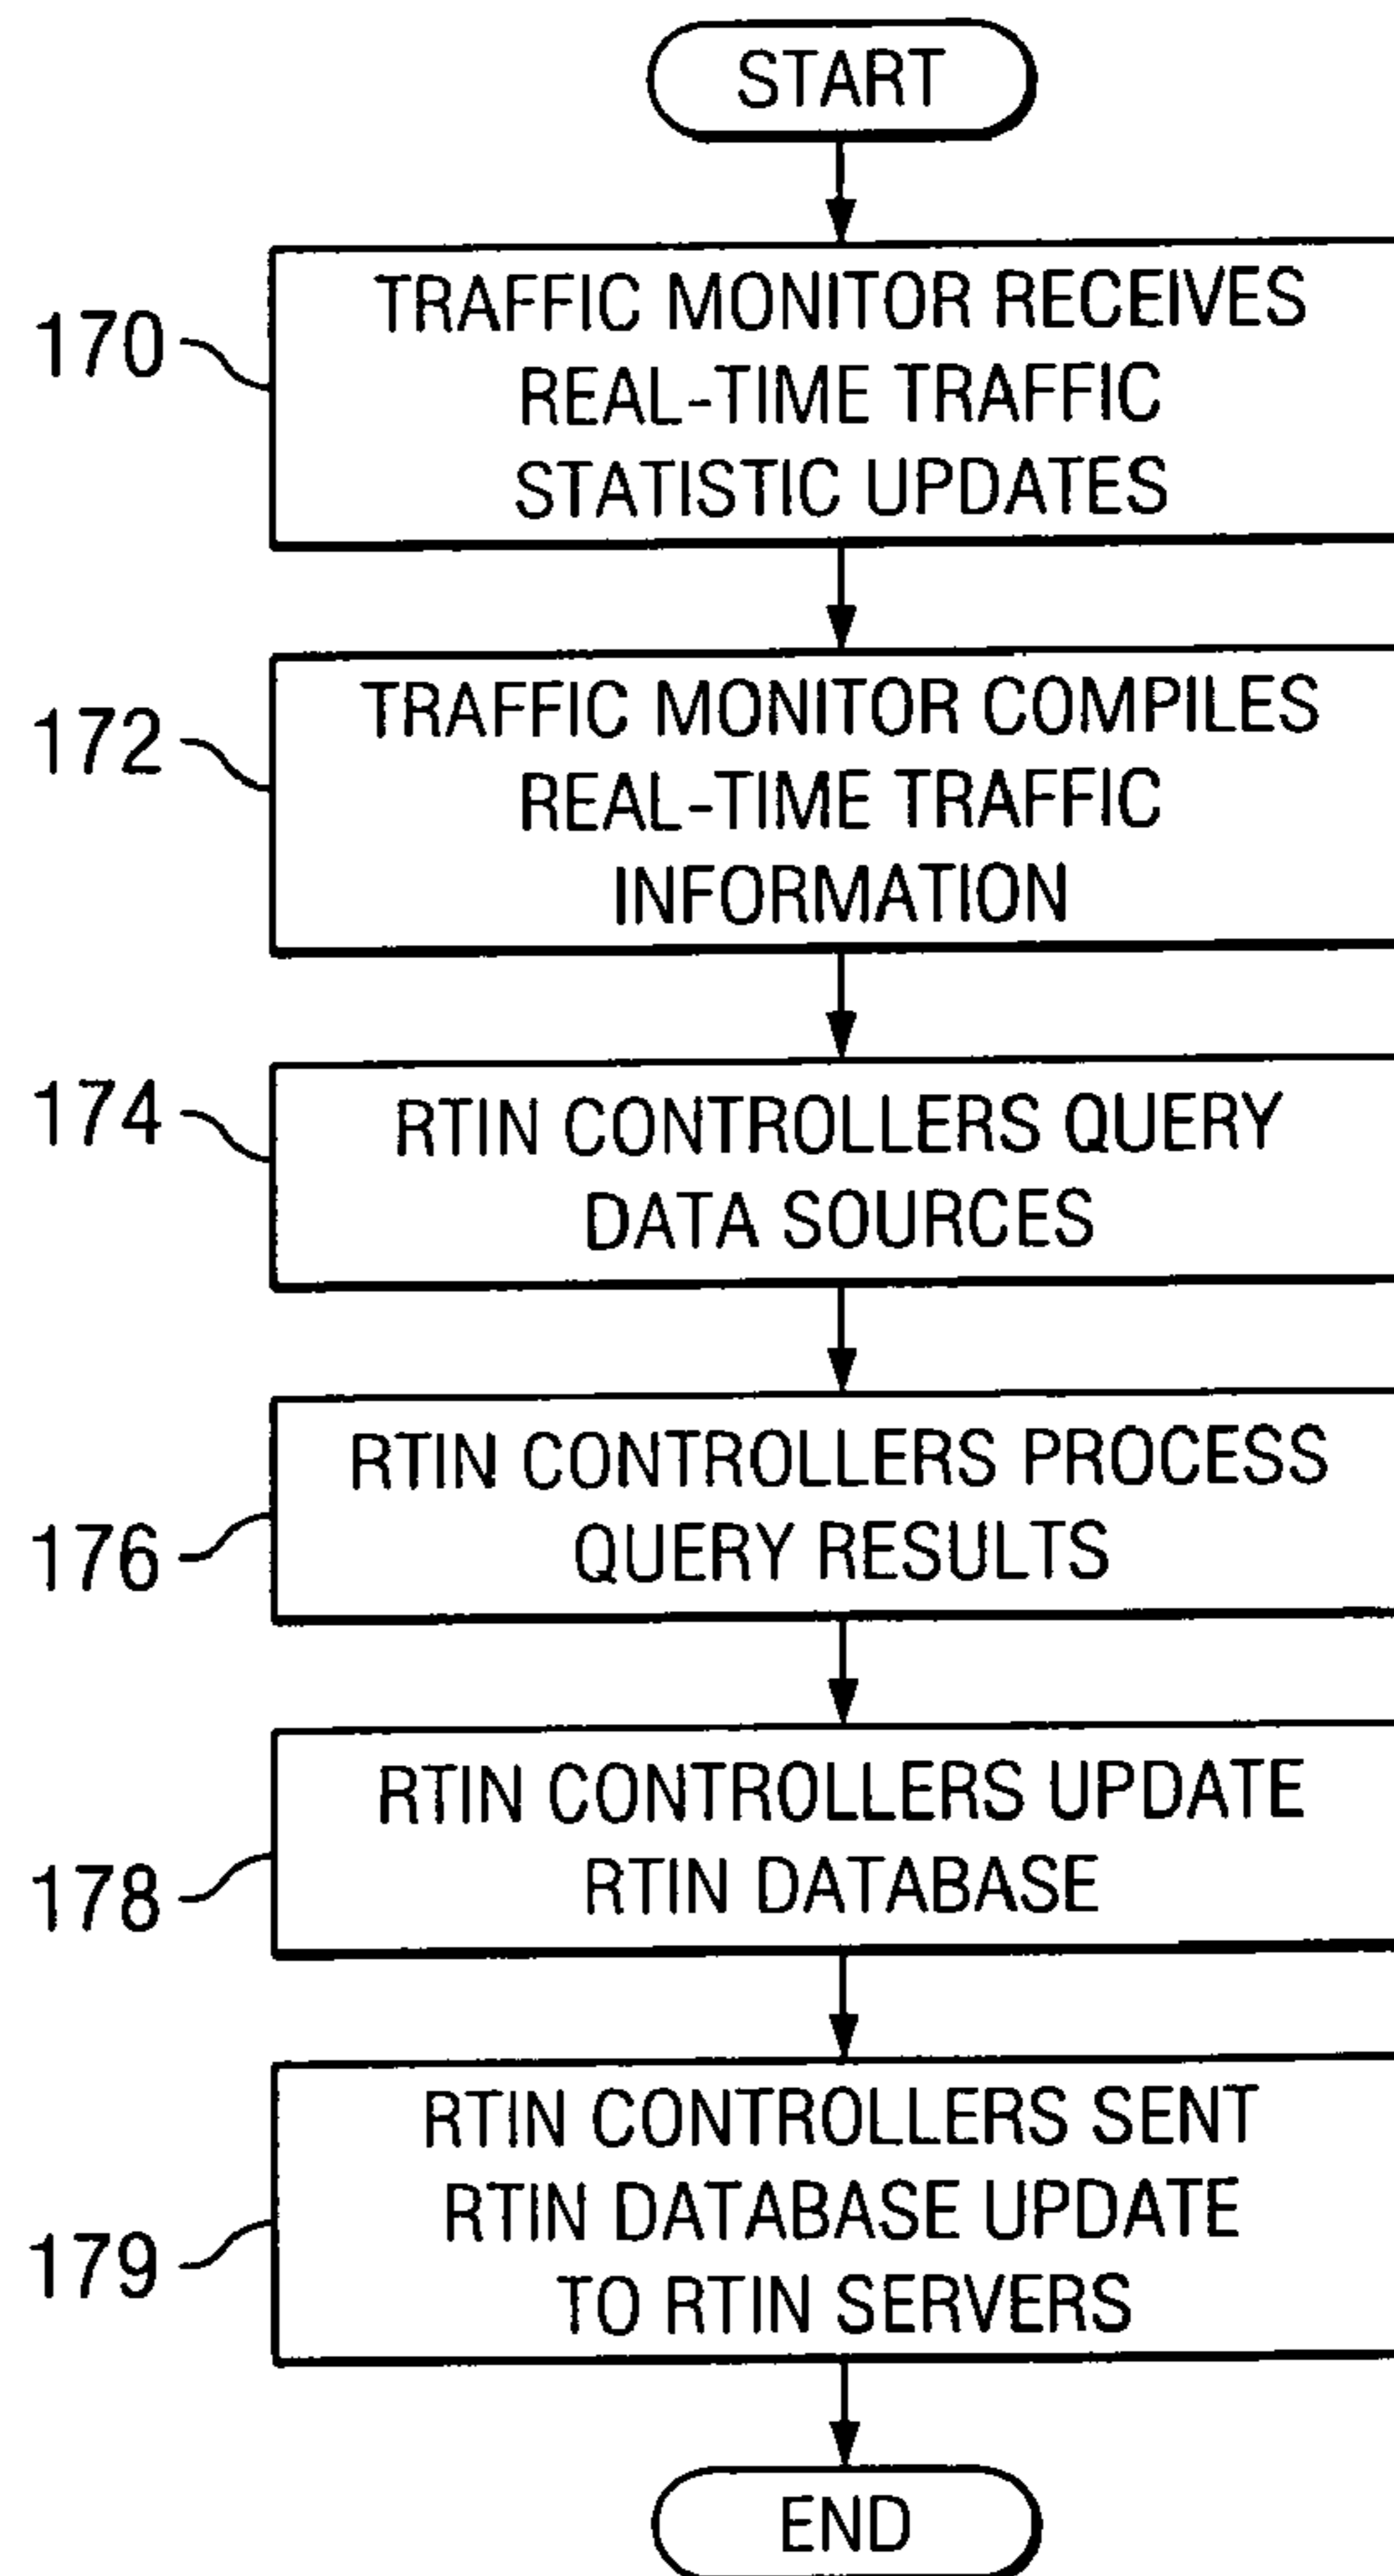 START
170
TRAFFIC MONITOR RECEIVES
REAL-TIME TRAFFIC
STATISTIC UPDATES
172
TRAFFIC MONITOR COMPILES
REAL-TIME TRAFFIC
INFORMATION
174
RTIN CONTROLLERS QUERY
DATA SOURCES
176
RTIN CONTROLLERS PROCESS
QUERY RESULTS
178
RTIN CONTROLLERS UPDATE
RTIN DATABASE
179
RTIN CONTROLLERS SENT
RTIN DATABASE UPDATE
TO RTIN SERVERS
END